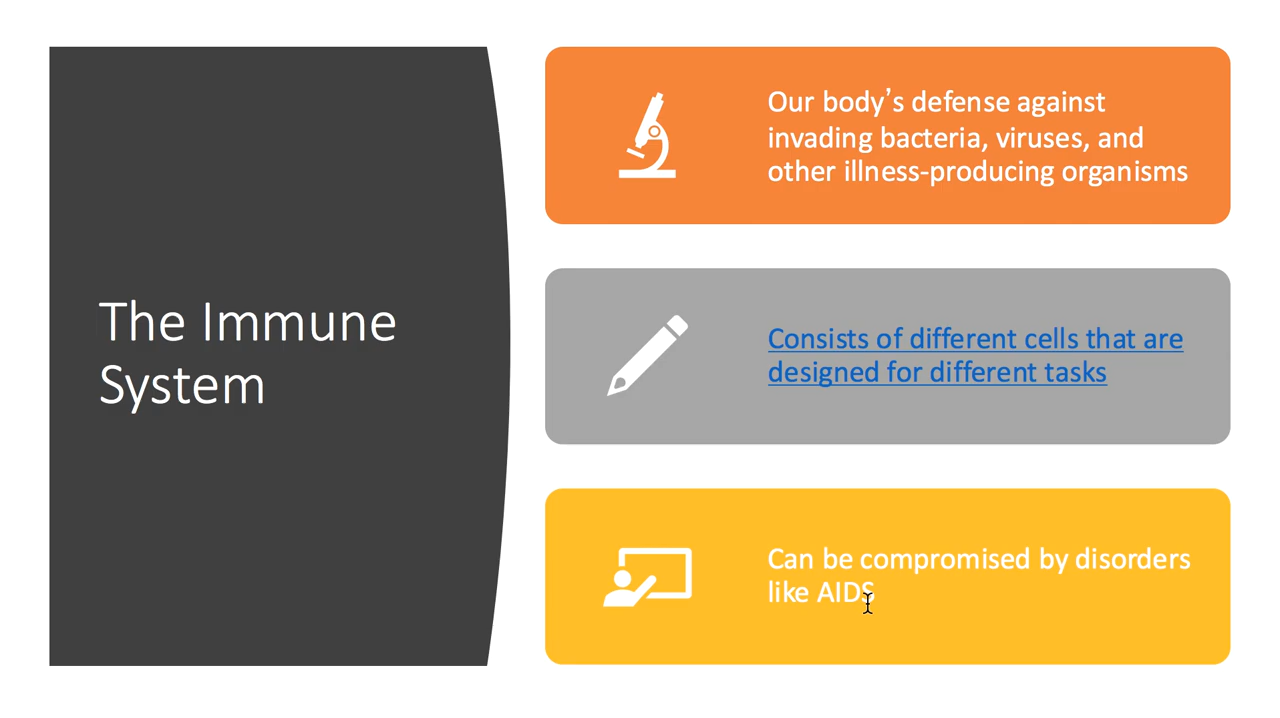 The Immune
System
Our body’s defense against
invading bacteria, viruses, and
other illness-producing organisms
Consists of different cells that are
designed for different tasks
Can be compromised by disorders
like AIDS